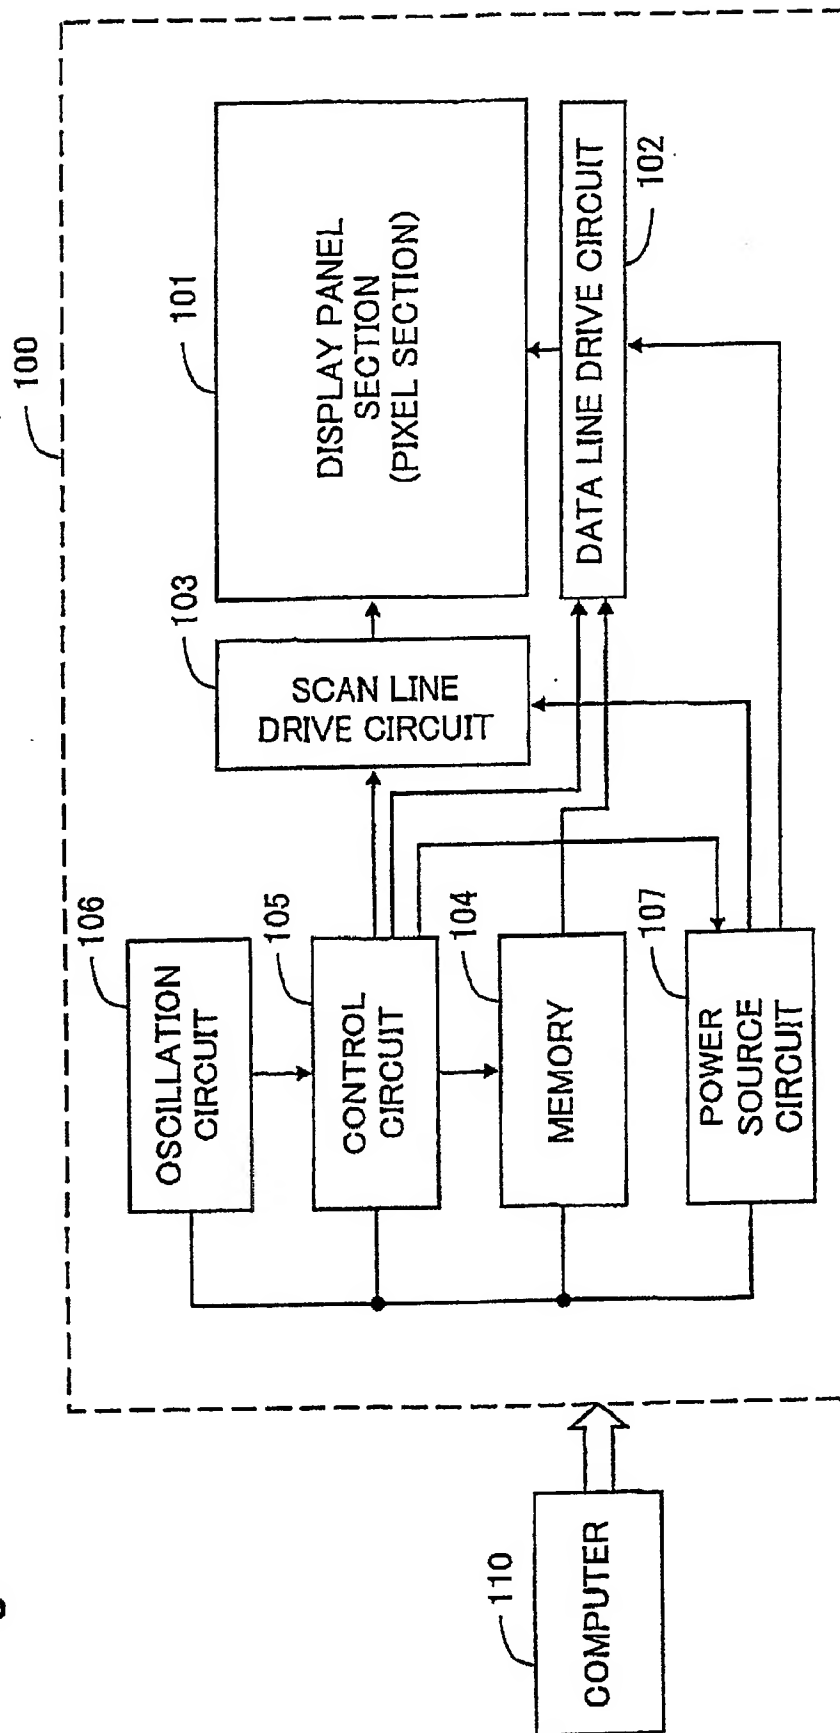 100
101
DISPLAY PANEL
SECTION
(PIXEL SECTION)
102
DATA LINE DRIVE CIRCUIT
103
SCAN LINE
DRIVE CIRCUIT
106
OSCILLATION
CIRCUIT
105
CONTROL
CIRCUIT
104
MEMORY
107
POWER
SOURCE
CIRCUIT
110
COMPUTER